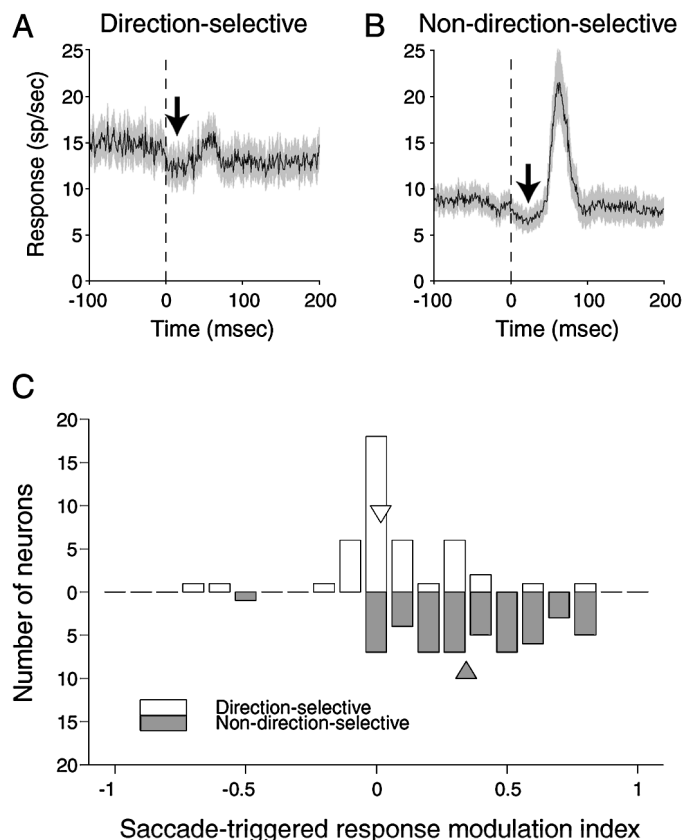 A
Direction-selective
B
Non-direction-selective
25
20
15
10
5
0
Response (sp/sec)
-100
0
100
200
Time (msec)
25
20
15
10
5
0
-100
0
100
200
Time (msec)
C
20
15
10
5
0
5
10
15
20
Number of neurons
Direction-selective
Non-direction-selective
-1
-0.5
0
0.5
1
Saccade-triggered response modulation index